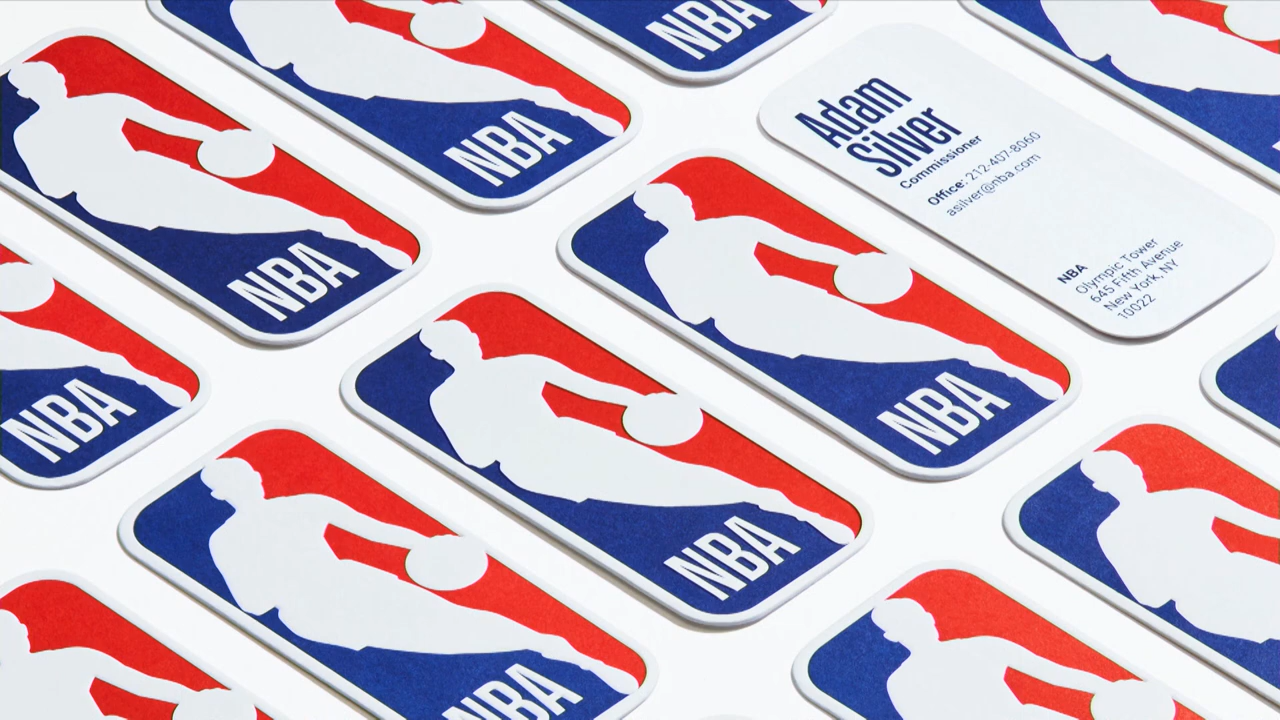 NBA
NBA
Adam
Silver
Commissioner
Office: 212-407-8060
asilver@nba.com
NBA
Olympic Tower
645 Fifth Avenue
New York, NY
10022
NBA
NBA
NBA
NBA
NBA